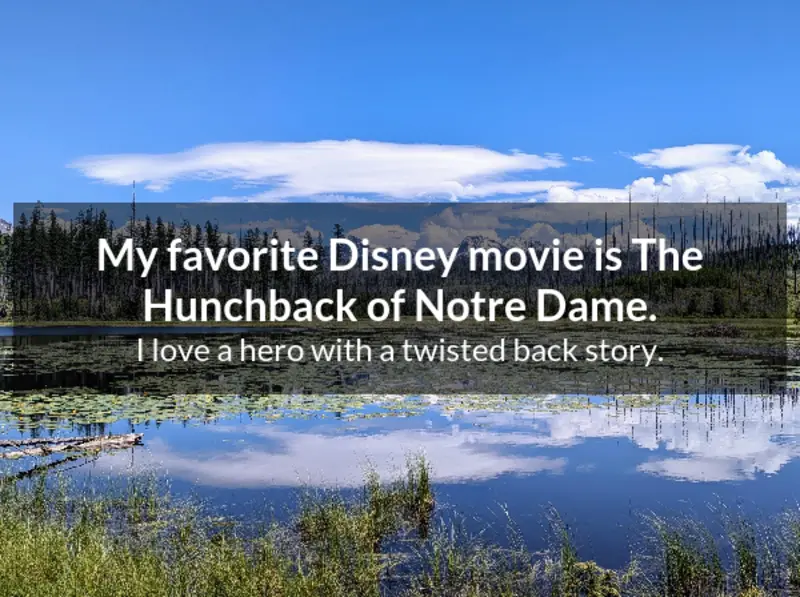 My favorite Disney movie is The
Hunchback of Notre Dame.
I love a hero with a twisted back story.